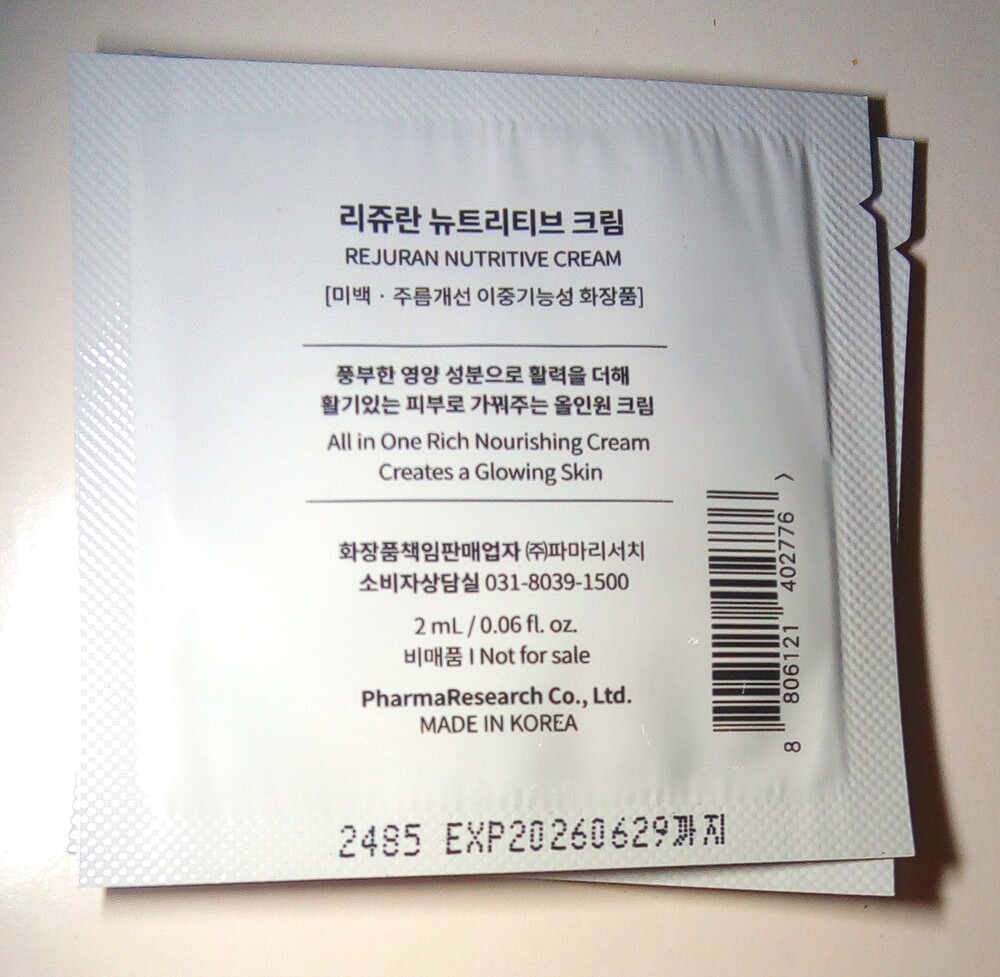 리쥬란 뉴트리티브 크림
REJURAN NUTRITIVE CREAM
[미백 · 주름개선 이중기능성 화장품]
풍부한 영양 성분으로 활력을 더해
활기있는 피부로 가꿔주는 올인원 크림
All in One Rich Nourishing Cream
Creates a Glowing Skin
화장품책임판매업자 ㈜파마리서치
소비자상담실 031-8039-1500
2 mL / 0.06 fl. oz.
비매품 I Not for sale
PharmaResearch Co., Ltd.
MADE IN KOREA
8 806121 402776 >
2485 EXP20260629까지